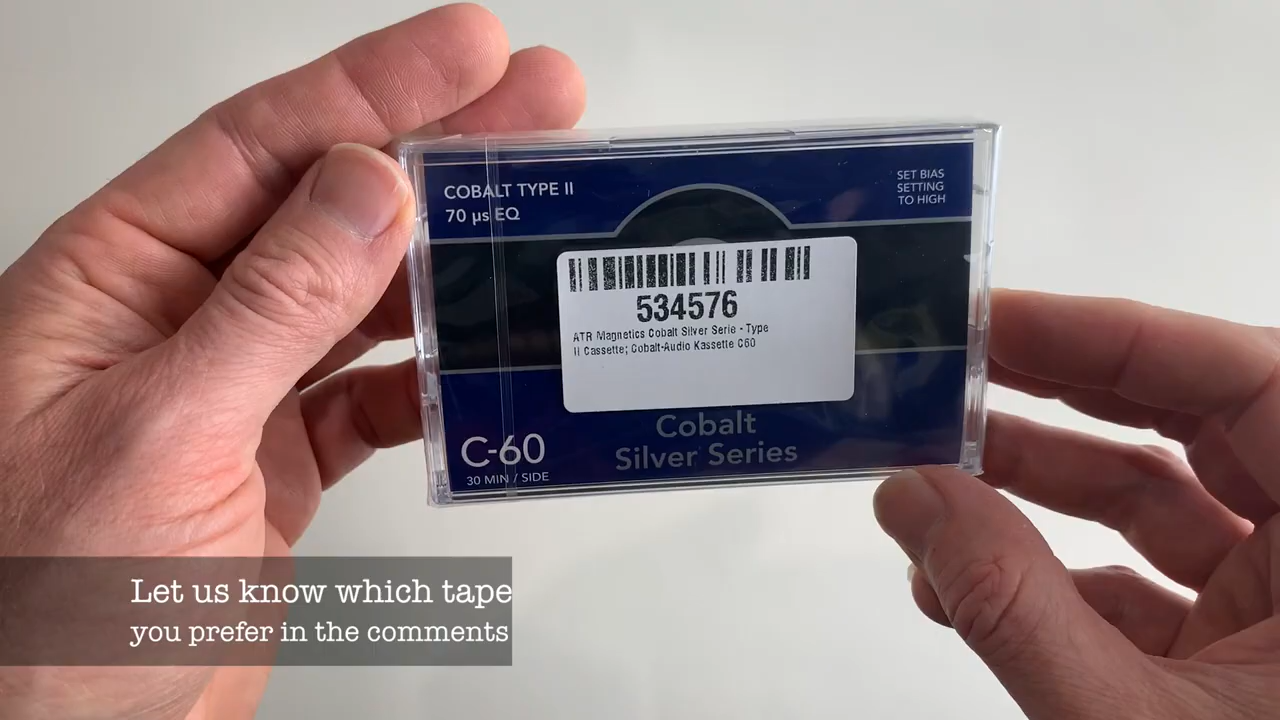 COBALT TYPE II
70 µs EQ
SET BIAS
SETTING
TO HIGH
534576
ATR Magnetics Cobalt Silver Serie - Type
II Cassette; Cobalt-Audio Kassette C60
Cobalt
Silver Series
C-60
30 MIN / SIDE
Let us know which tape
you prefer in the comments